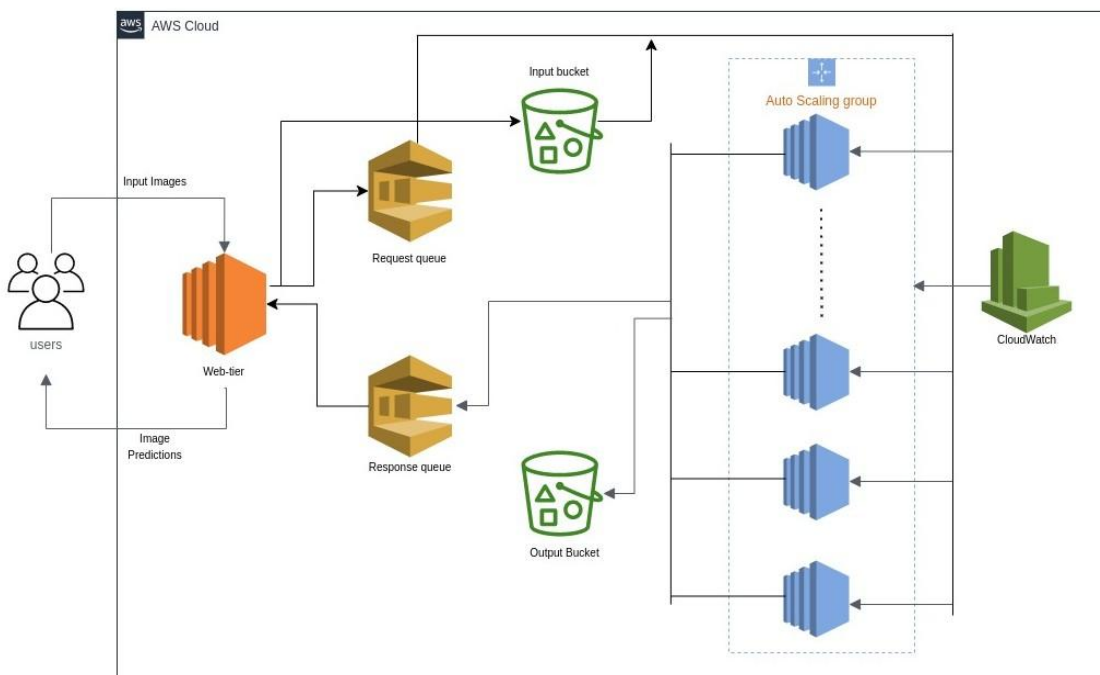 aws
AWS Cloud
Input bucket
Auto Scaling group
Input Images
Request queue
users
Web-tier
CloudWatch
Image
Predictions
Response queue
Output Bucket